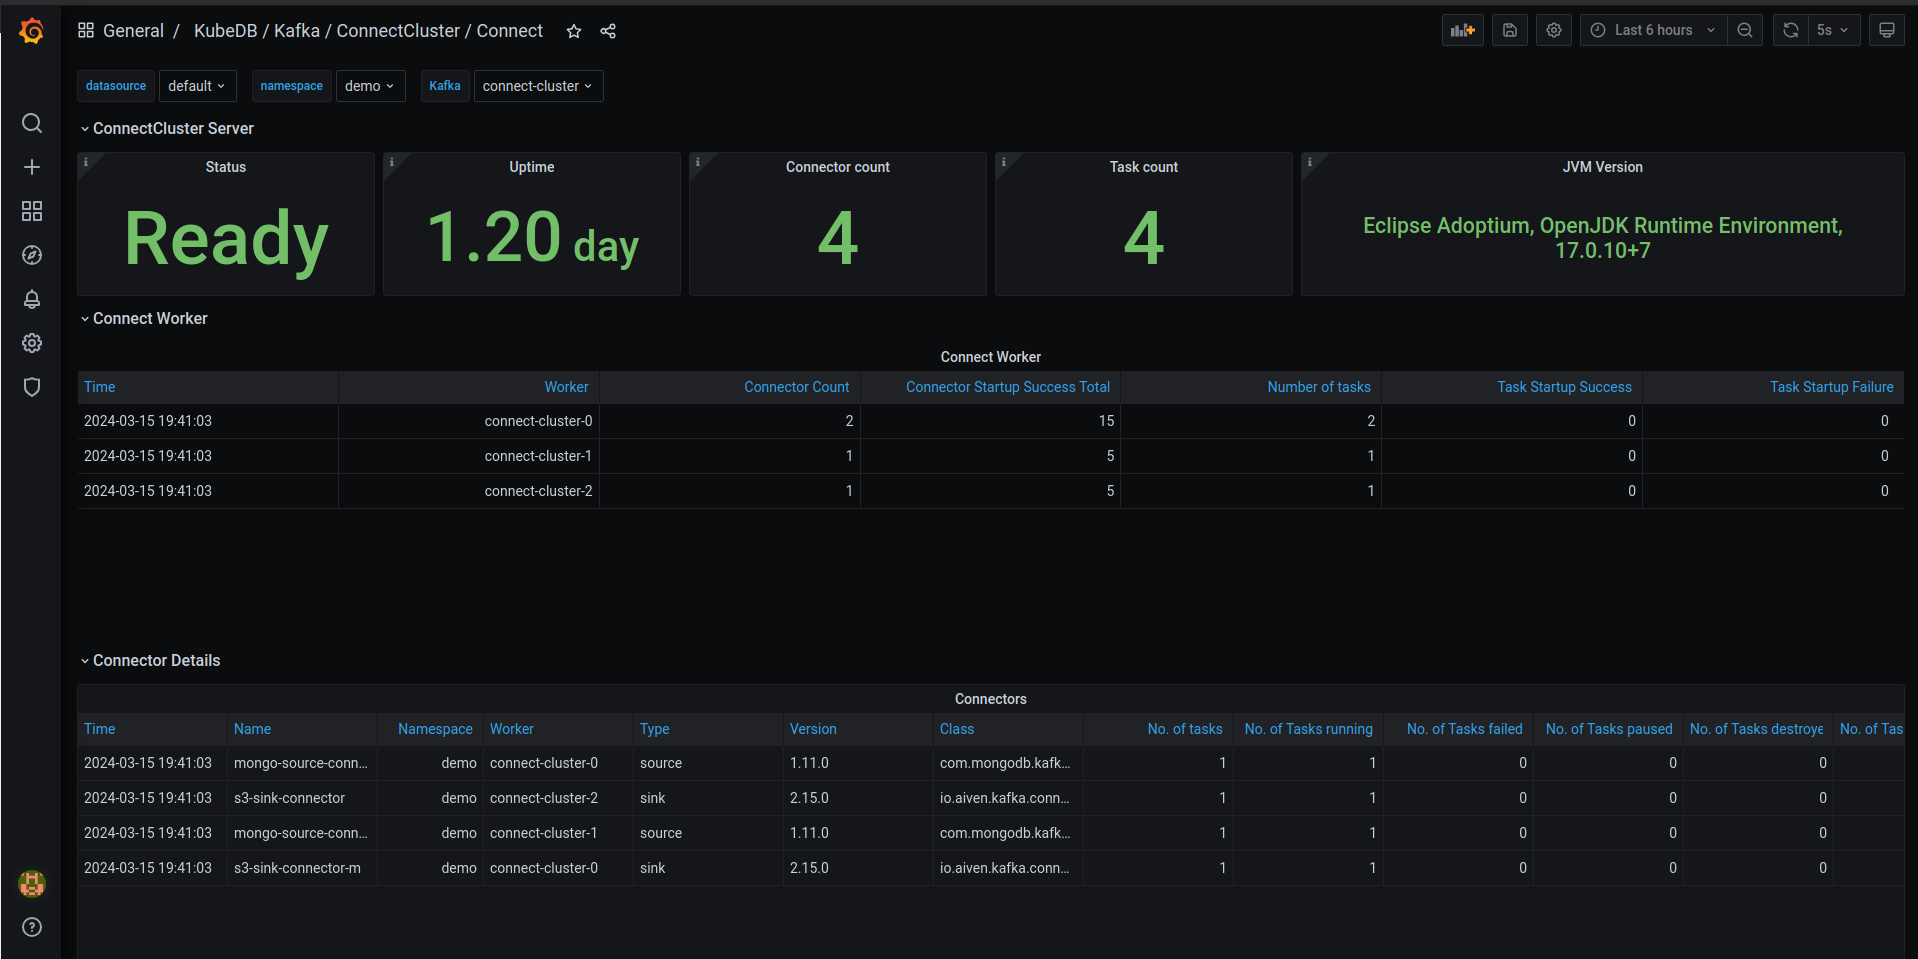 General / KubeDB / Kafka / ConnectCluster / Connect
Last 6 hours
5s
datasource default namespace demo Kafka connect-cluster
ConnectCluster Server
Status Uptime Connector count Task count JVM Version
Ready 1.20 day 4 4 Eclipse Adoptium, OpenJDK Runtime Environment,
17.0.10+7
Connect Worker
Connect Worker
Time Worker Connector Count Connector Startup Success Total Number of tasks Task Startup Success Task Startup Failure
2024-03-15 19:41:03 connect-cluster-0 2 15 2 0 0
2024-03-15 19:41:03 connect-cluster-1 1 5 1 0 0
2024-03-15 19:41:03 connect-cluster-2 1 5 1 0 0
Connector Details
Connectors
Time Name Namespace Worker Type Version Class No. of tasks No. of Tasks running No. of Tasks failed No. of Tasks paused No. of Tasks destroye No. of Tas
2024-03-15 19:41:03 mongo-source-conn... demo connect-cluster-0 source 1.11.0 com.mongodb.kafk... 1 1 0 0 0
2024-03-15 19:41:03 s3-sink-connector demo connect-cluster-2 sink 2.15.0 io.aiven.kafka.conn... 1 1 0 0 0
2024-03-15 19:41:03 mongo-source-conn... demo connect-cluster-1 source 1.11.0 com.mongodb.kafk... 1 1 0 0 0
2024-03-15 19:41:03 s3-sink-connector-m demo connect-cluster-0 sink 2.15.0 io.aiven.kafka.conn... 1 1 0 0 0